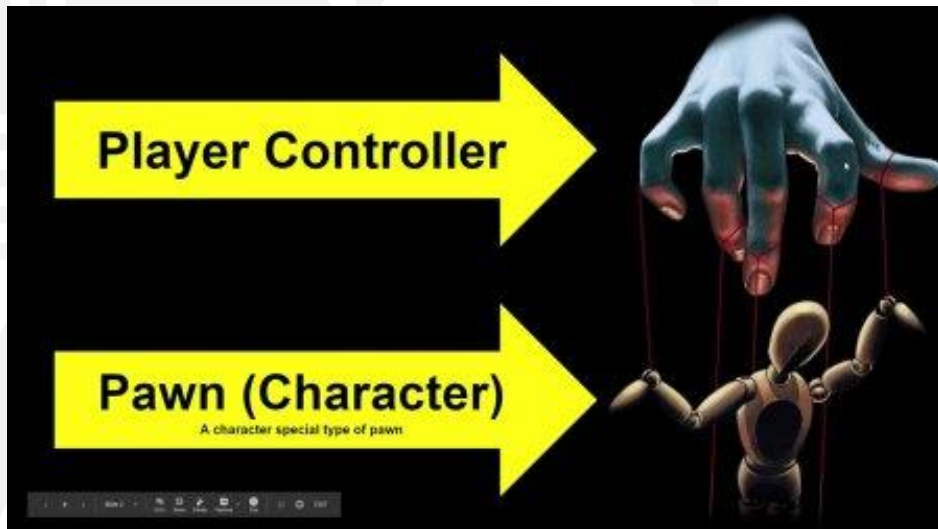 Player Controller
Pawn (Character)
A character special type of pawn